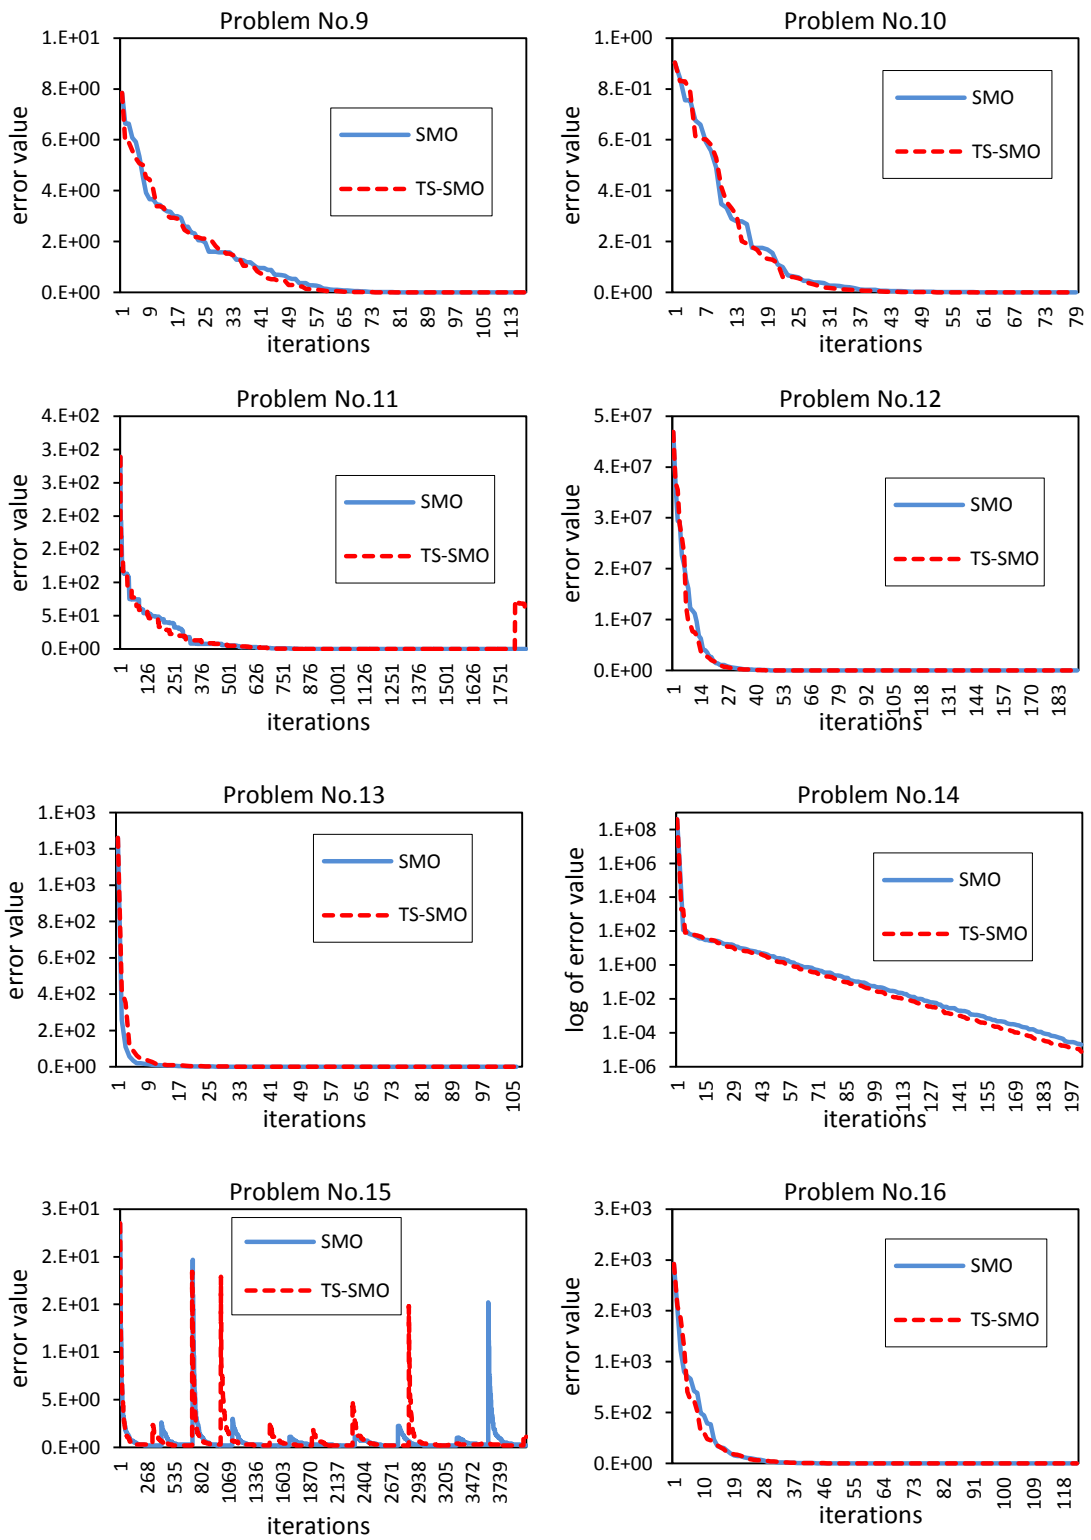 Problem No.9
error value
1.E+01
8.E+00
6.E+00
4.E+00
2.E+00
0.E+00
SMO
TS-SMO
1 9 17 25 33 41 49 57 65 73 81 89 97 105 113
iterations
Problem No.10
error value
1.E+00
8.E-01
6.E-01
4.E-01
2.E-01
0.E+00
SMO
TS-SMO
1 7 13 19 25 31 37 43 49 55 61 67 73 79
iterations
Problem No.11
error value
4.E+02
3.E+02
3.E+02
2.E+02
2.E+02
1.E+02
5.E+01
0.E+00
SMO
TS-SMO
1 126 251 376 501 626 751 876 1001 1126 1251 1376 1501 1626 1751
iterations
Problem No.12
error value
5.E+07
4.E+07
3.E+07
2.E+07
1.E+07
0.E+00
SMO
TS-SMO
1 14 27 40 53 66 79 92 105 118 131 144 157 170 183
iterations
Problem No.13
error value
1.E+03
1.E+03
1.E+03
8.E+02
6.E+02
4.E+02
2.E+02
0.E+00
SMO
TS-SMO
1 9 17 25 33 41 49 57 65 73 81 89 97 105
iterations
Problem No.14
log of error value
1.E+08
1.E+06
1.E+04
1.E+02
1.E+00
1.E-02
1.E-04
1.E-06
SMO
TS-SMO
1 15 29 43 57 71 85 99 113 127 141 155 169 183 197
iterations
Problem No.15
error value
3.E+01
2.E+01
2.E+01
1.E+01
5.E+00
0.E+00
SMO
TS-SMO
1 268 535 802 1069 1336 1603 1870 2137 2404 2671 2938 3205 3472 3739
iterations
Problem No.16
error value
3.E+03
2.E+03
2.E+03
1.E+03
5.E+02
0.E+00
SMO
TS-SMO
1 10 19 28 37 46 55 64 73 82 91 100 109 118
iterations